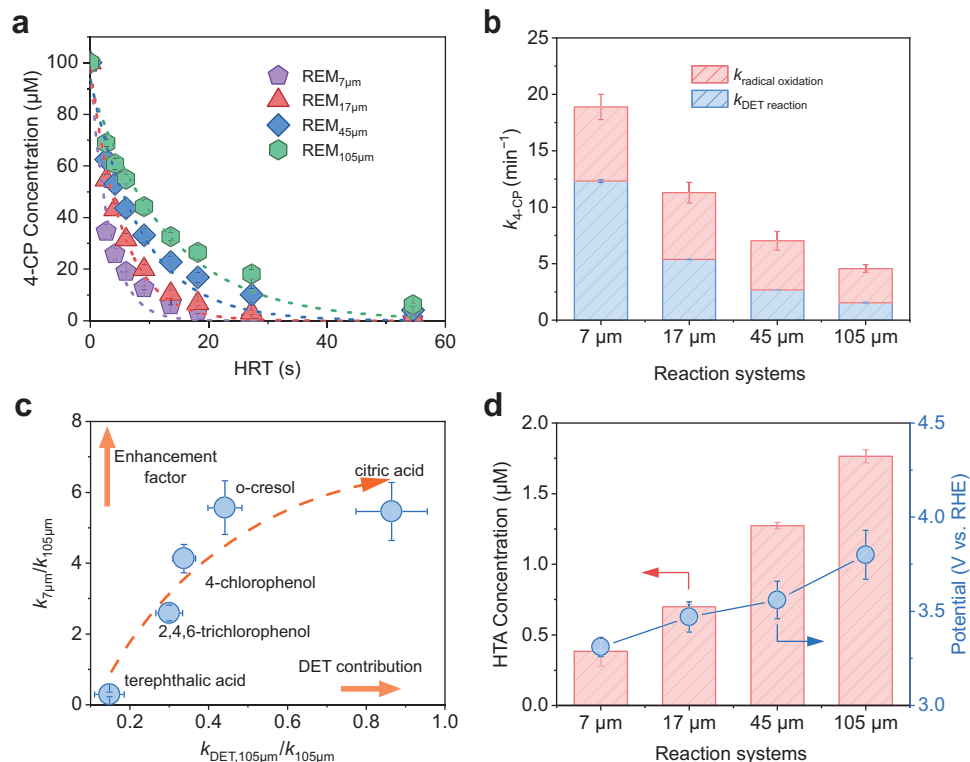 a
4-CP Concentration (µM)
100
80
60
40
20
0
REM7µm
REM17µm
REM45µm
REM105µm
0
20
40
60
HRT (s)
b
k4-CP (min−1)
25
20
15
10
5
0
kradical oxidation
kDET reaction
7 µm
17 µm
45 µm
105 µm
Reaction systems
c
k7µm/k105µm
8
6
4
2
0
Enhancement
factor
citric acid
o-cresol
4-chlorophenol
2,4,6-trichlorophenol
terephthalic acid
DET contribution
0.2
0.4
0.6
0.8
1.0
kDET,105µm/k105µm
d
HTA Concentration (µM)
2.0
1.5
1.0
0.5
0.0
4.5
4.0
3.5
3.0
Potential (V vs. RHE)
7 µm
17 µm
45 µm
105 µm
Reaction systems